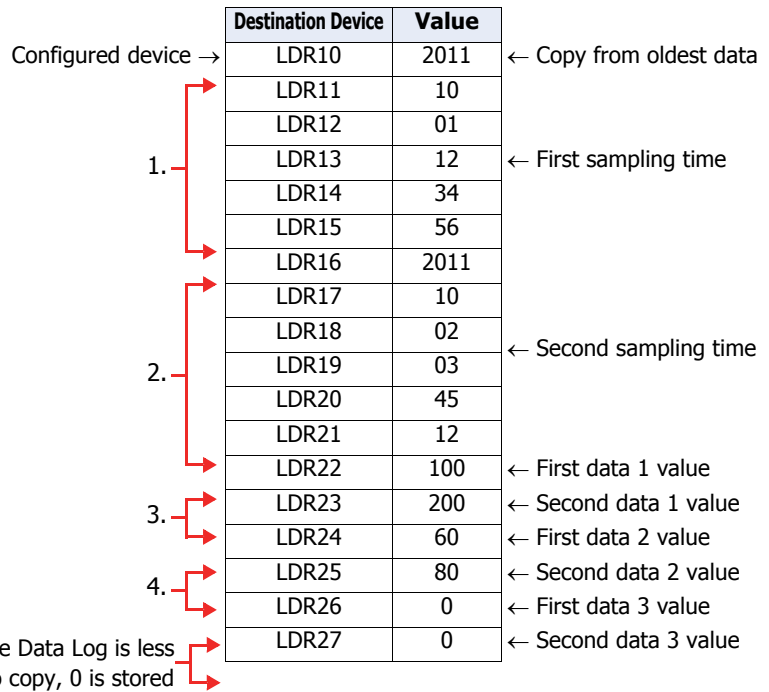 Destination Device Value
Configured device → LDR10 2011 ← Copy from oldest data
LDR11 10
LDR12 01
1. LDR13 12 ← First sampling time
LDR14 34
LDR15 56
LDR16 2011
LDR17 10
LDR18 02
← Second sampling time
2. LDR19 03
LDR20 45
LDR21 12
LDR22 100 ← First data 1 value
3. LDR23 200 ← Second data 1 value
LDR24 60 ← First data 2 value
4. LDR25 80 ← Second data 2 value
LDR26 0 ← First data 3 value
LDR27 0 ← Second data 3 value
e Data Log is less
copy, 0 is stored